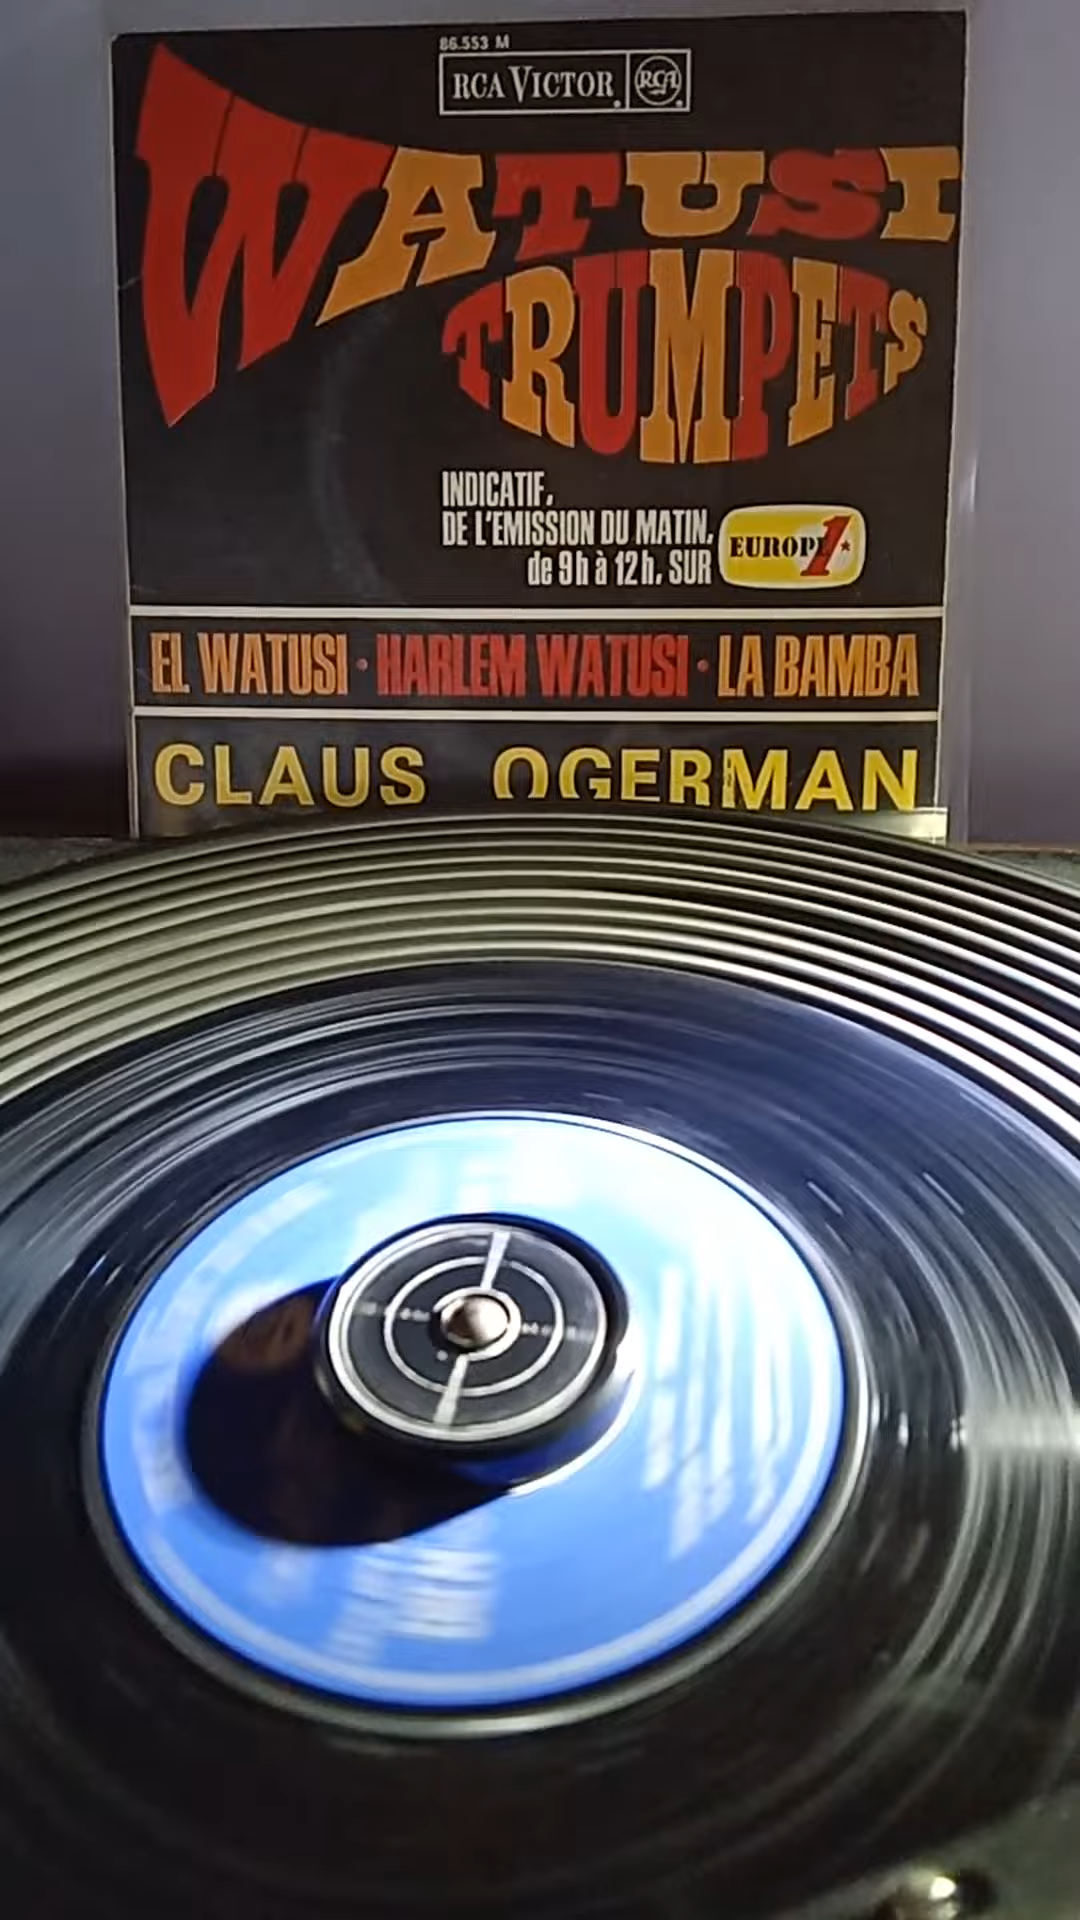 86.553 M
RCA VICTOR RCA
WATUSI
TRUMPETS
INDICATIF.
DE L'EMISSION DU MATIN.
de 9h à 12h. SUR EUROPE 1
EL WATUSI • HARLEM WATUSI • LA BAMBA
CLAUS OGERMAN